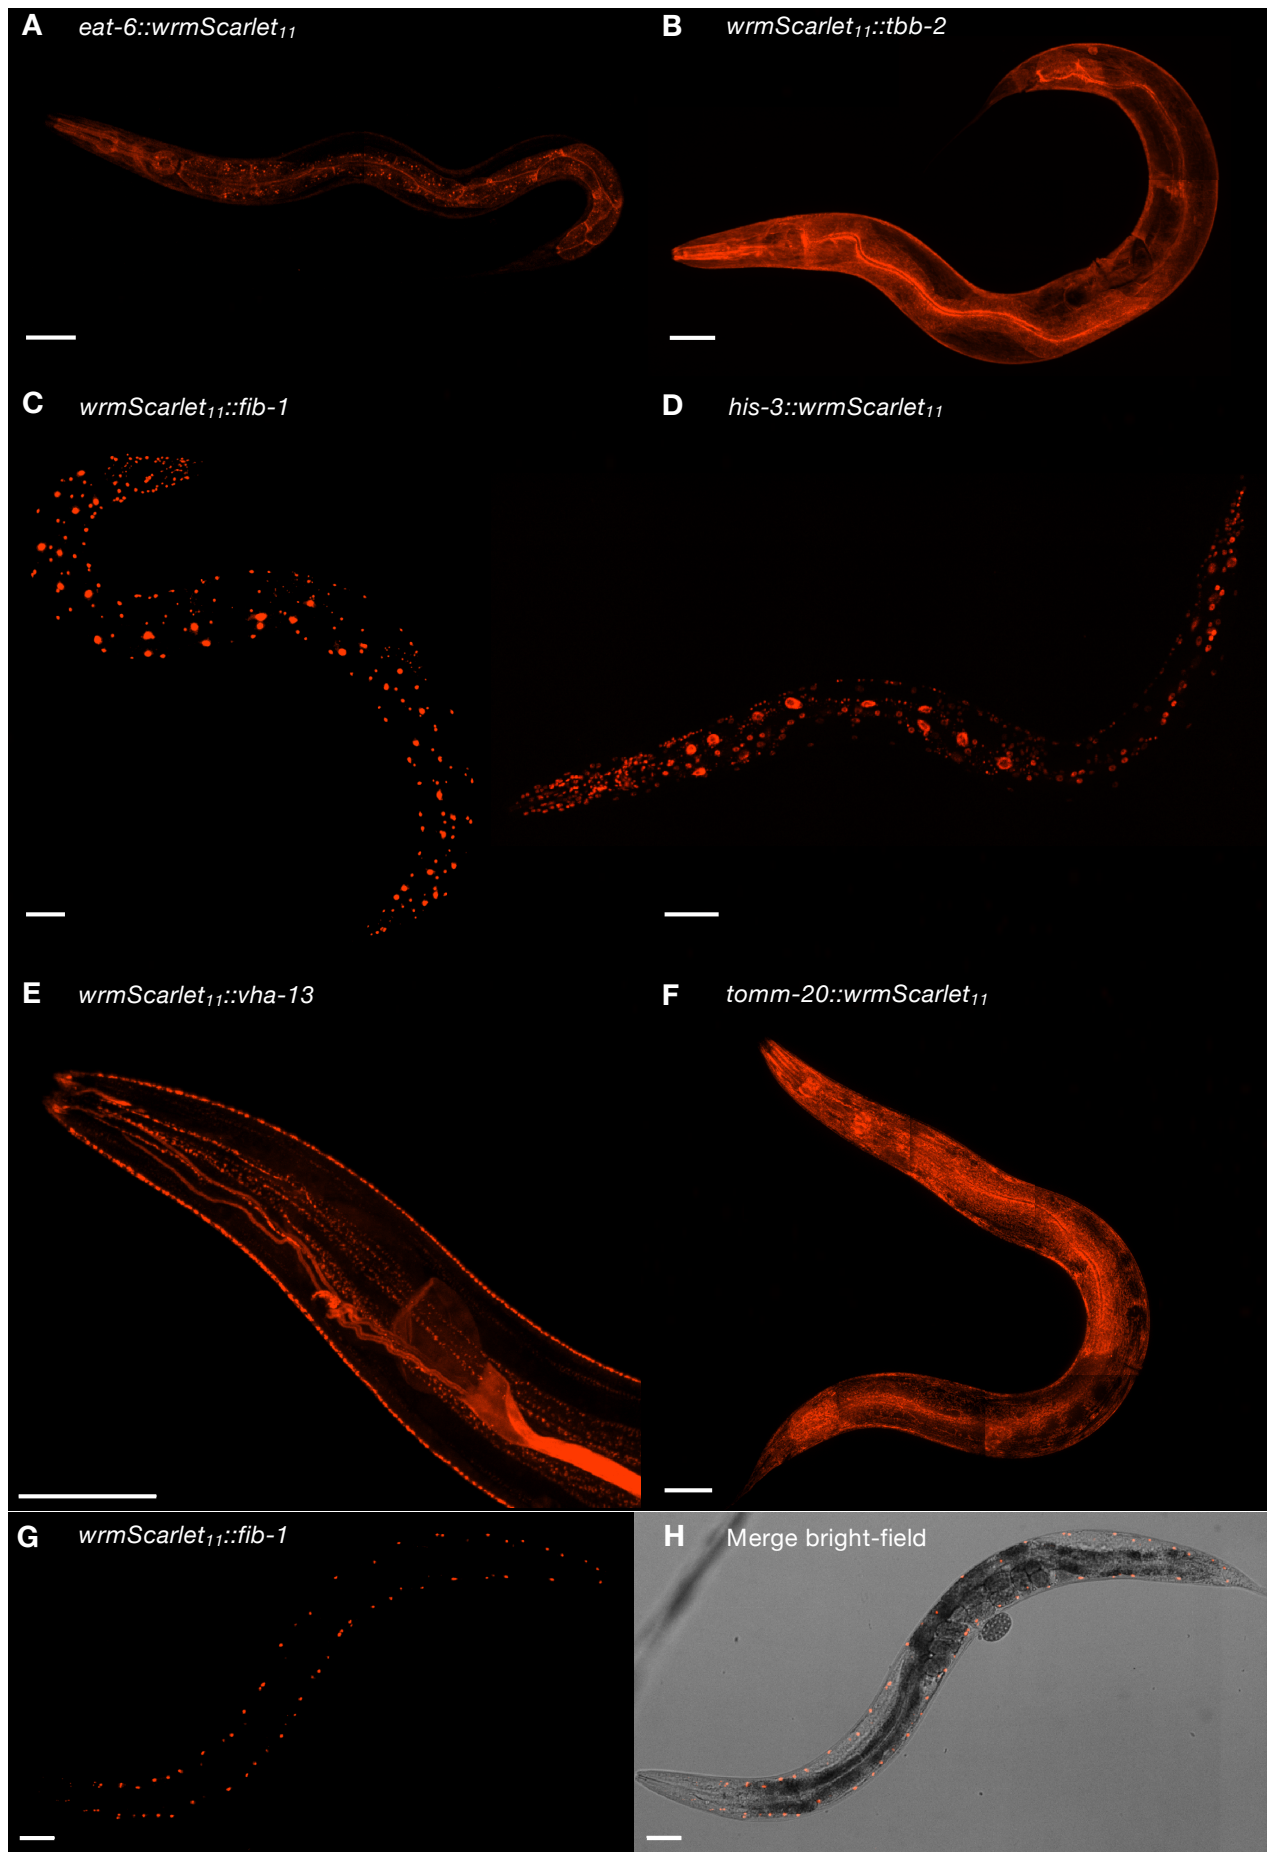 A eat-6::wrmScarlet₁₁
B wrmScarlet₁₁::tbb-2
C wrmScarlet₁₁::fib-1
D his-3::wrmScarlet₁₁
E wrmScarlet₁₁::vha-13
F tomm-20::wrmScarlet₁₁
G wrmScarlet₁₁::fib-1
H Merge bright-field